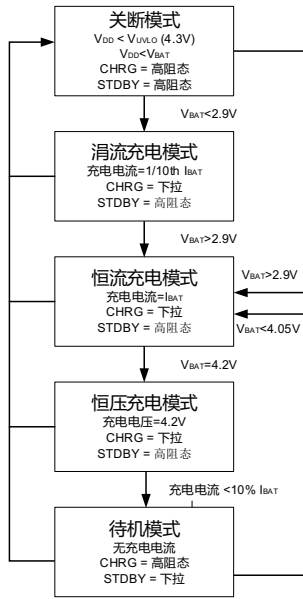 关断模式
VDD < VUVLO (4.3V)
VDD<VBAT
CHRG = 高阻态
STDBY = 高阻态
VBAT<2.9V
涓流充电模式
充电电流=1/10th IBAT
CHRG = 下拉
STDBY = 高阻态
VBAT>2.9V
恒流充电模式
充电电流=IBAT
CHRG = 下拉
STDBY = 高阻态
VBAT>2.9V
VBAT<4.05V
VBAT=4.2V
恒压充电模式
充电电压=4.2V
CHRG = 下拉
STDBY = 高阻态
充电电流 <10% IBAT
待机模式
无充电电流
CHRG = 高阻态
STDBY = 下拉